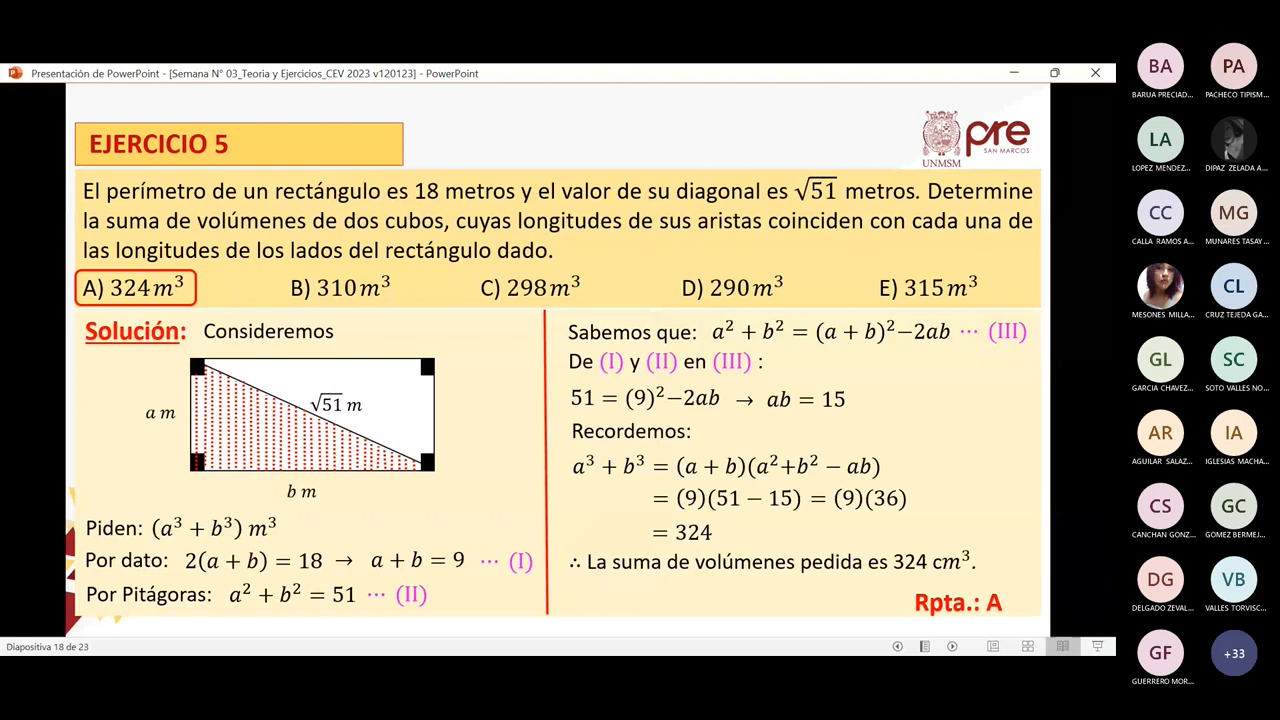 Presentación de PowerPoint - [Semana N° 03_Teoria y Ejercicios_CEV 2023 v120123] - PowerPoint
EJERCICIO 5
UNMSM
pre
SAN MARCOS
El perímetro de un rectángulo es 18 metros y el valor de su diagonal es √51 metros. Determine
la suma de volúmenes de dos cubos, cuyas longitudes de sus aristas coinciden con cada una de
las longitudes de los lados del rectángulo dado.
A) 324 m³ B) 310 m³ C) 298 m³ D) 290 m³ E) 315 m³
Solución: Consideremos
√51 m
a m
b m
Piden: (a³ + b³) m³
Por dato: 2(a + b) = 18 → a + b = 9 ⋯ (I)
Por Pitágoras: a² + b² = 51 ⋯ (II)
Sabemos que: a² + b² = (a + b)² − 2ab ⋯ (III)
De (I) y (II) en (III) :
51 = (9)² − 2ab → ab = 15
Recordemos:
a³ + b³ = (a + b)(a² + b² − ab)
= (9)(51 − 15) = (9)(36)
= 324
∴ La suma de volúmenes pedida es 324 cm³.
Rpta.: A
Diapositiva 18 de 23
BA
BARUA PRECIAD...
PA
PACHECO TIPISM...
LA
LOPEZ MENDEZ...
DIPAZ ZELADA A...
CC
CALLA RAMOS A...
MG
MUNARES TASAY...
MESONES MILLA...
CL
CRUZ TEJEDA GA...
GL
GARCIA CHAVEZ...
SC
SOTO VALLES NO...
AR
AGUILAR SALAZ...
IA
IGLESIAS MACHA...
CS
CANCHAN GONZ...
GC
GOMEZ BERMEJ...
DG
DELGADO ZEVAL...
VB
VALLES TORVISC...
GF
GUERRERO MOR...
+33